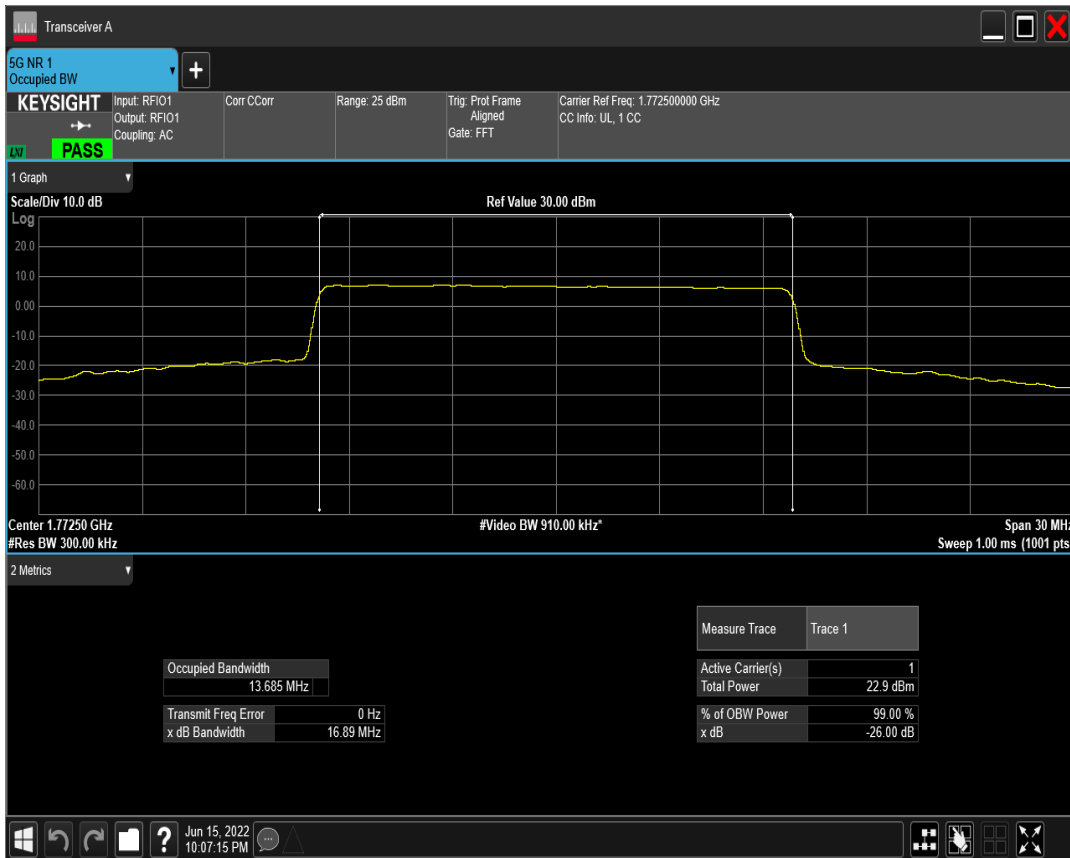 Transceiver A
5G NR 1
Occupied BW
KEYSIGHT
LXI
PASS
Input: RFIO1
Output: RFIO1
Coupling: AC
Corr CCorr
Range: 25 dBm
Trig: Prot Frame
Aligned
Gate: FFT
Carrier Ref Freq: 1.772500000 GHz
CC Info: UL, 1 CC
1 Graph
Scale/Div 10.0 dB
Ref Value 30.00 dBm
Log
20.0
10.0
0.00
-10.0
-20.0
-30.0
-40.0
-50.0
-60.0
Center 1.77250 GHz
#Video BW 910.00 kHz*
Span 30 MHz
#Res BW 300.00 kHz
Sweep 1.00 ms (1001 pts
2 Metrics
Measure Trace Trace 1
Occupied Bandwidth
13.685 MHz
Active Carrier(s) 1
Total Power 22.9 dBm
Transmit Freq Error 0 Hz
x dB Bandwidth 16.89 MHz
% of OBW Power 99.00 %
x dB -26.00 dB
Jun 15, 2022
10:07:15 PM